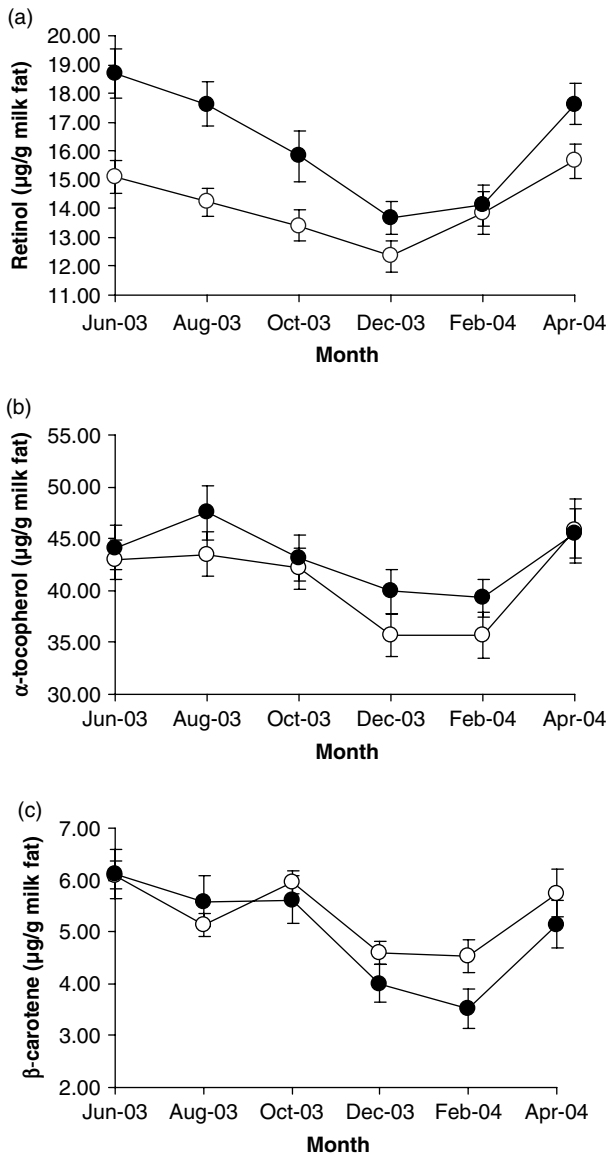 (a)
Retinol (µg/g milk fat)
20.00
19.00
18.00
17.00
16.00
15.00
14.00
13.00
12.00
11.00
Jun-03 Aug-03 Oct-03 Dec-03 Feb-04 Apr-04
Month
(b)
α-tocopherol (µg/g milk fat)
55.00
50.00
45.00
40.00
35.00
30.00
Jun-03 Aug-03 Oct-03 Dec-03 Feb-04 Apr-04
Month
(c)
β-carotene (µg/g milk fat)
7.00
6.00
5.00
4.00
3.00
2.00
Jun-03 Aug-03 Oct-03 Dec-03 Feb-04 Apr-04
Month